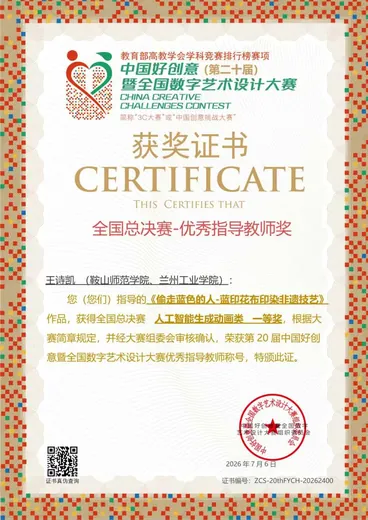 教育部高教学会学科竞赛排行榜赛项
中国好创意（第二十届）
暨全国数字艺术设计大赛
CHINA CREATIVE
CHALLENGES CONTEST
简称"3C大赛"或"中国创意挑战大赛"
获奖证书
CERTIFICATE
THIS CERTIFIES THAT
全国总决赛-优秀指导教师奖
王诗凯 （鞍山师范学院、兰州工业学院）：
您（您们）指导的《偷走蓝色的人-蓝印花布印染非遗技艺》
作品，获得全国总决赛 人工智能生成动画类 一等奖，根据大
赛简章规定，并经大赛组委会审核确认，荣获第 20 届中国好创
意暨全国数字艺术设计大赛优秀指导教师称号，特颁此证。
2026 年 7 月 6 日
证书真伪查询
证书编号：ZCS-20thFYCH-20262400